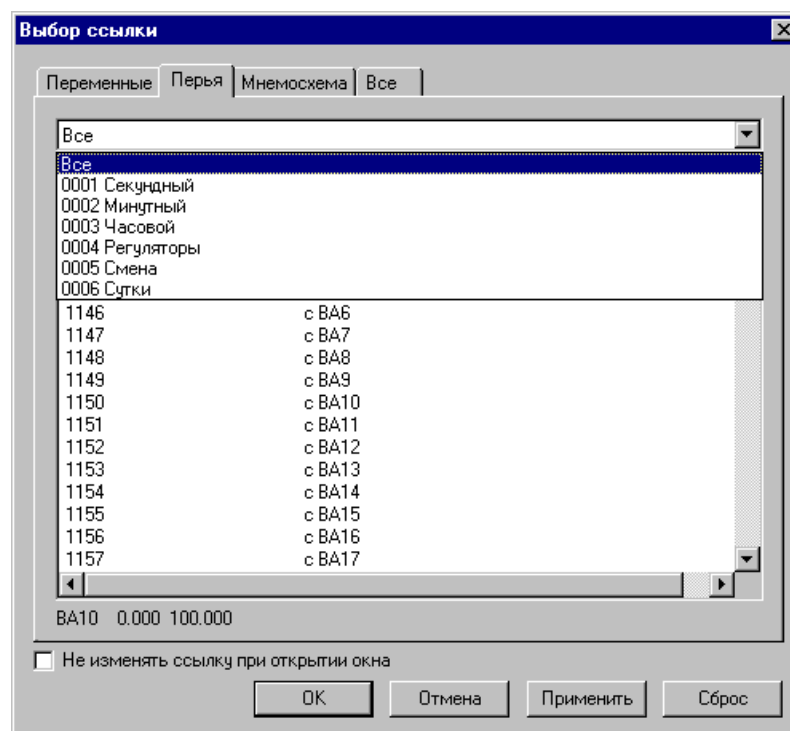 Выбор ссылки
Переменные Перья Мнемосхема Все
Все
Все
0001 Секундный
0002 Минутный
0003 Часовой
0004 Регуляторы
0005 Смена
0006 Сутки
1146 с ВА6
1147 с ВА7
1148 с ВА8
1149 с ВА9
1150 с ВА10
1151 с ВА11
1152 с ВА12
1153 с ВА13
1154 с ВА14
1155 с ВА15
1156 с ВА16
1157 с ВА17
ВА10 0.000 100.000
Не изменять ссылку при открытии окна
OK Отмена Применить Сброс